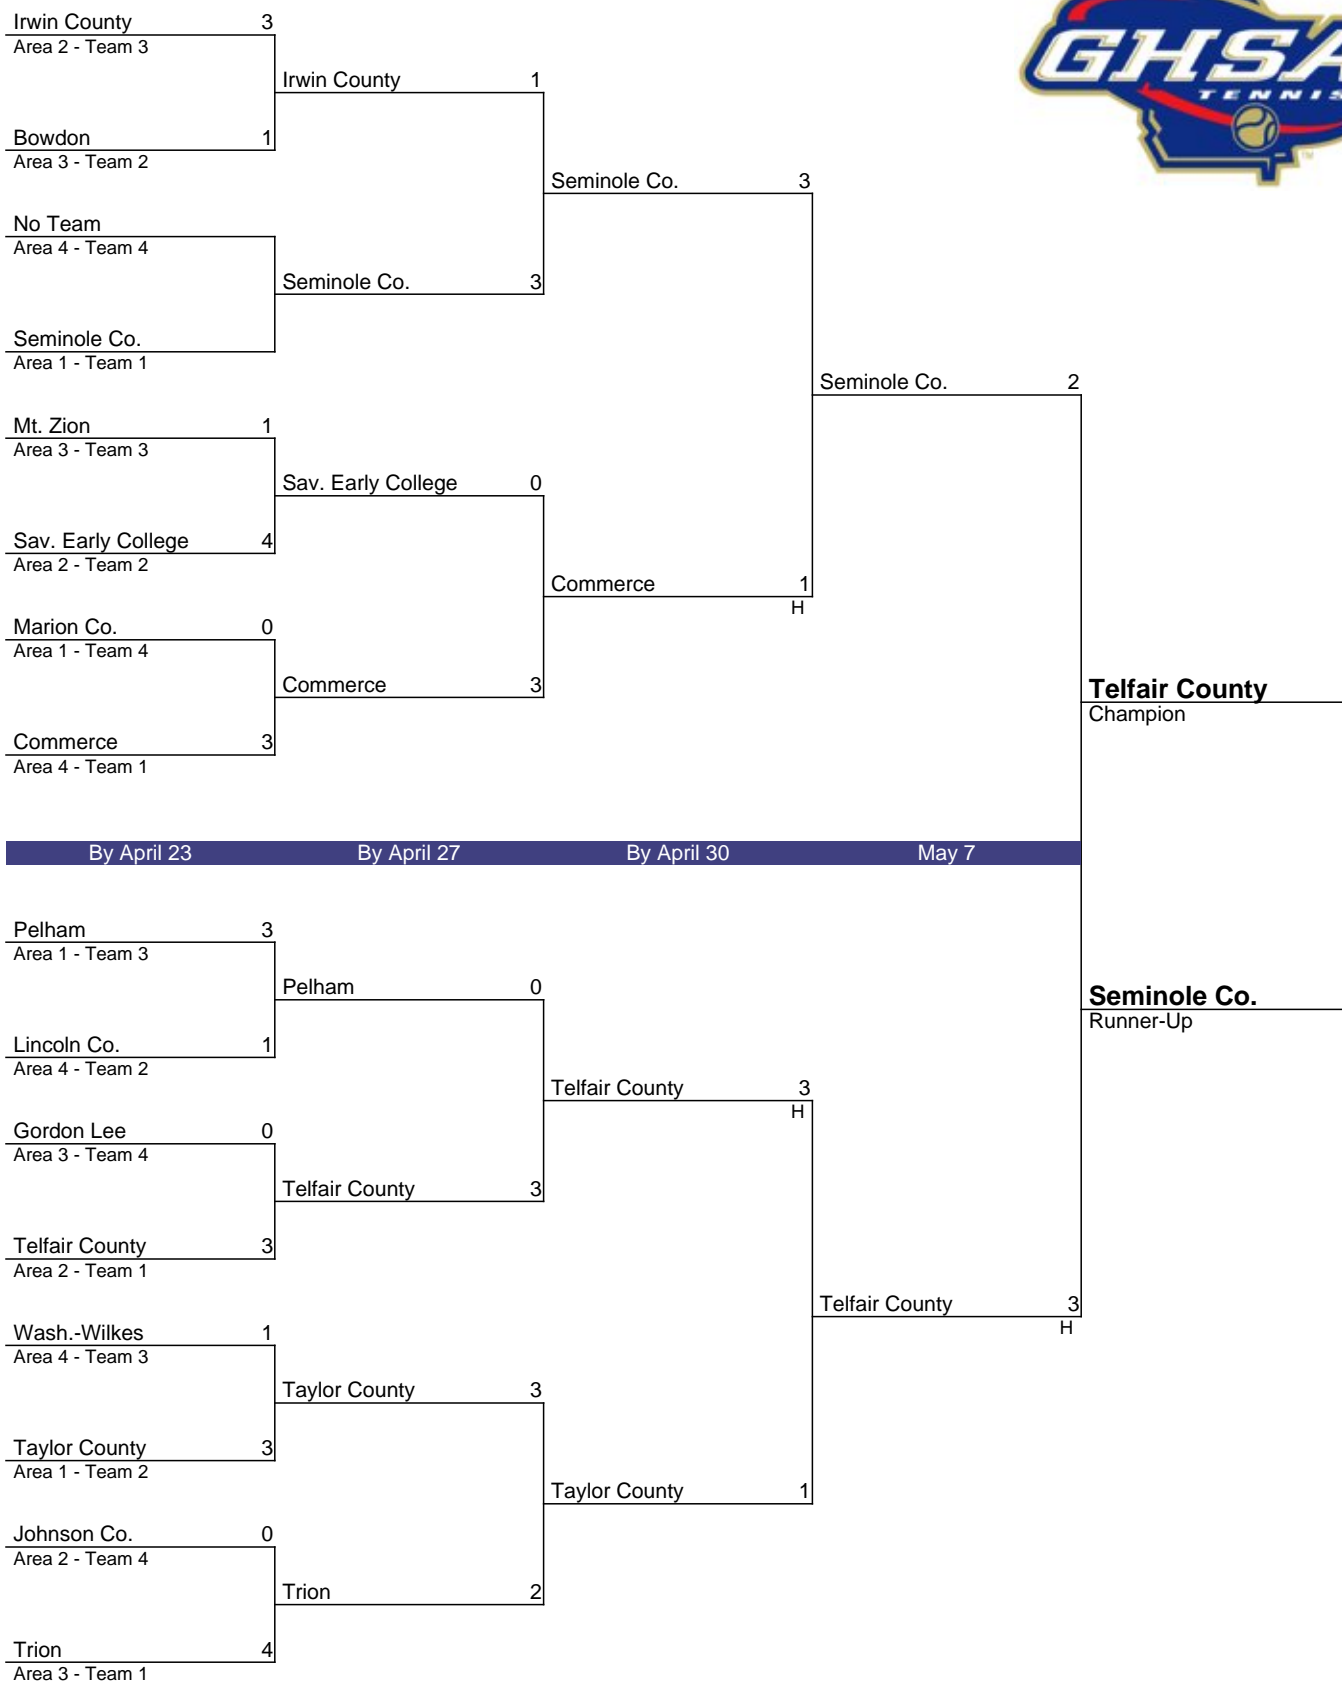 Irwin County 3
Area 2 - Team 3
Irwin County 1
Bowdon 1
Area 3 - Team 2
Seminole Co. 3
No Team
Area 4 - Team 4
Seminole Co. 3
Seminole Co.
Area 1 - Team 1
Seminole Co. 2
Mt. Zion 1
Area 3 - Team 3
Sav. Early College 0
Sav. Early College 4
Area 2 - Team 2
Commerce 1
H
Marion Co. 0
Area 1 - Team 4
Commerce 3
Commerce 3
Area 4 - Team 1
GHSA
TENNIS
Telfair County
Champion
By April 23 By April 27 By April 30 May 7
Pelham 3
Area 1 - Team 3
Pelham 0
Lincoln Co. 1
Area 4 - Team 2
Telfair County 3
H
Gordon Lee 0
Area 3 - Team 4
Telfair County 3
Telfair County 3
Area 2 - Team 1
Telfair County 3
H
Wash.-Wilkes 1
Area 4 - Team 3
Taylor County 3
Taylor County 3
Area 1 - Team 2
Taylor County 1
Johnson Co. 0
Area 2 - Team 4
Trion 2
Trion 4
Area 3 - Team 1
Seminole Co.
Runner-Up